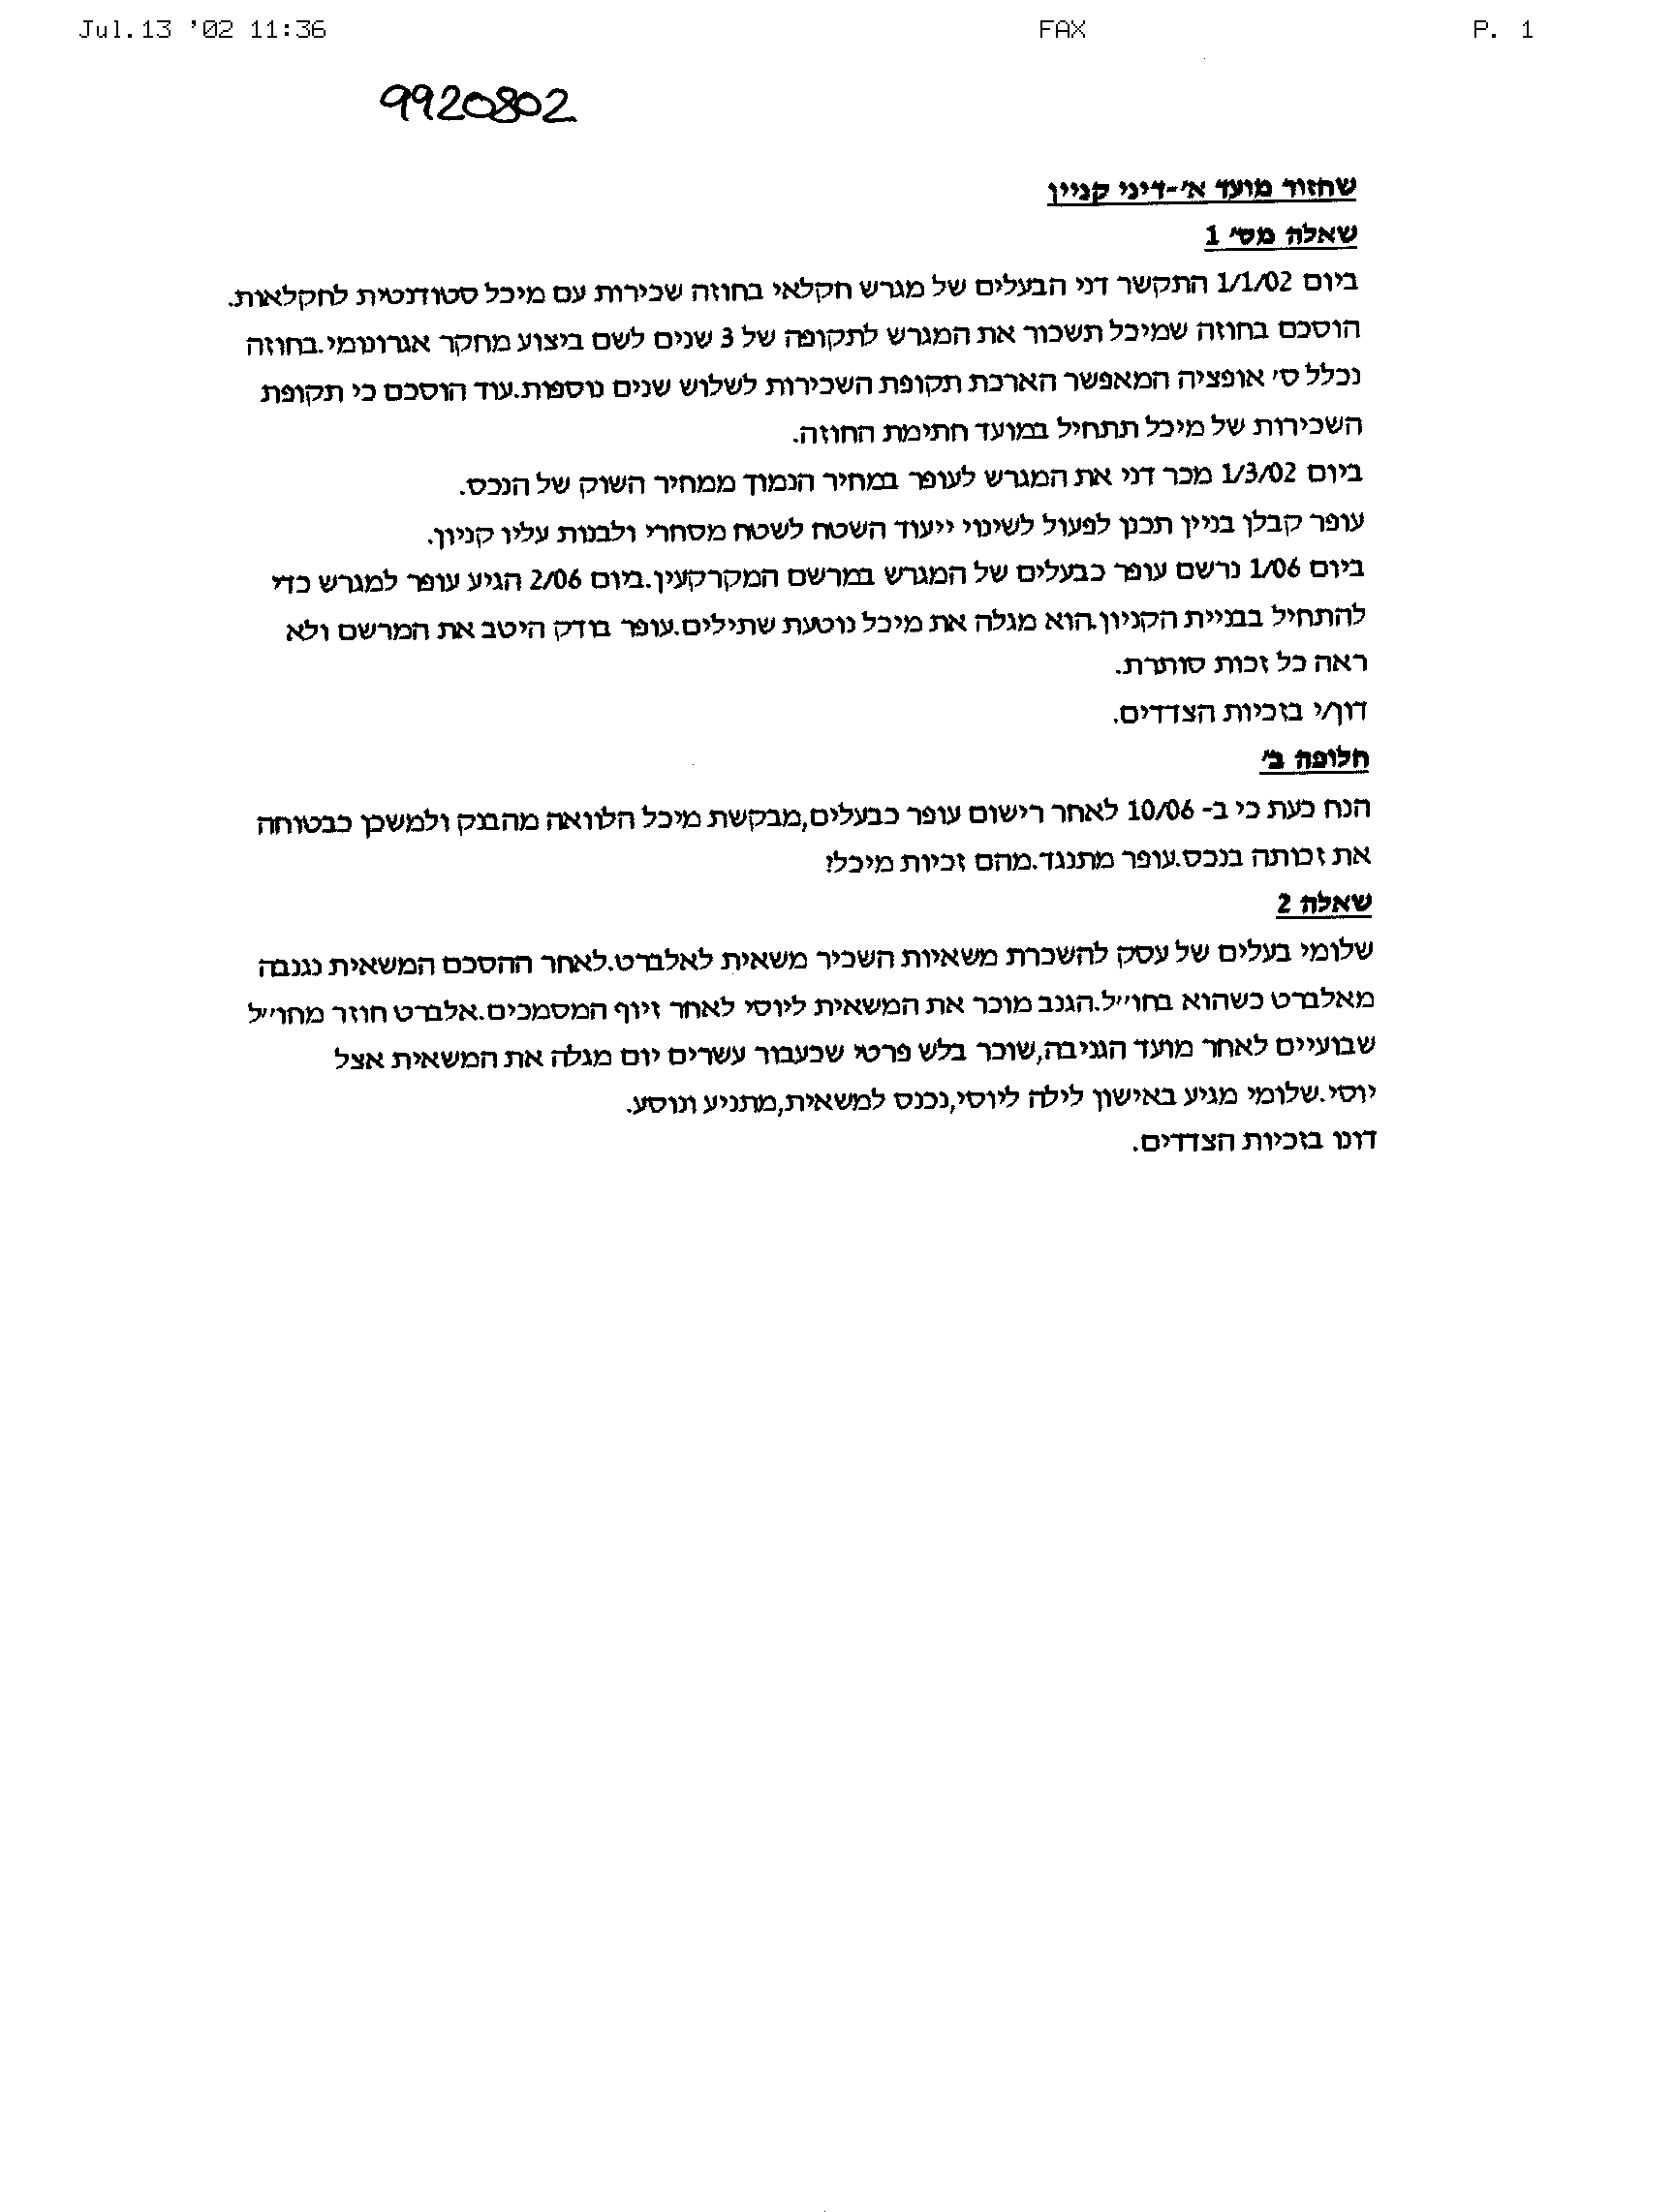 Jul.13 '02 11:36 FAX P. 1
9920802
שחזור מועד א'-דיני קניין
שאלה מס' 1
ביום 1/1/02 התקשר דני הבעלים של מגרש חקלאי בחוזה שכירות עם מיכל סטודנטית לחקלאות.
הוסכם בחוזה שמיכל תשכור את המגרש לתקופה של 3 שנים לשם ביצוע מחקר אגרונומי.בחוזה
נכלל ס' אופציה המאפשר הארכת תקופת השכירות לשלוש שנים נוספות.עוד הוסכם כי תקופת
השכירות של מיכל תתחיל במועד חתימת החוזה.
ביום 1/3/02 מכר דני את המגרש לעופר במחיר הנמוך ממחיר השוק של הנכס.
עופר קבלן בניין תכנן לפעול לשינוי ייעוד השטח לשטח מסחרי ולבנות עליו קניון.
ביום 1/06 נרשם עופר כבעלים של המגרש במרשם המקרקעין.ביום 2/06 הגיע עופר למגרש כדי
להתחיל בבניית הקניון.הוא מגלה את מיכל נוטעת שתילים.עופר בודק היטב את המרשם ולא
ראה כל זכות סותרת.
דון/י בזכיות הצדדים.
חלופה ב'
הנח כעת כי ב- 10/06 לאחר רישום עופר כבעלים,מבקשת מיכל הלוואה מהבנק ולמשכן כבטוחה
את זכותה בנכס.עופר מתנגד.מהם זכיות מיכל?
שאלה 2
שלומי בעלים של עסק להשכרת משאיות השכיר משאית לאלברט.לאחר ההסכם המשאית נגנבה
מאלברט כשהוא בחו''ל.הגנב מוכר את המשאית ליוסי לאחר זיוף המסמכים.אלברט חוזר מחו''ל
שבועיים לאחר מועד הגניבה,שוכר בלש פרטי שכעבור עשרים יום מגלה את המשאית אצל
יוסי.שלומי מגיע באישון לילה ליוסי,נכנס למשאית,מתניע ונוסע.
דונו בזכיות הצדדים.